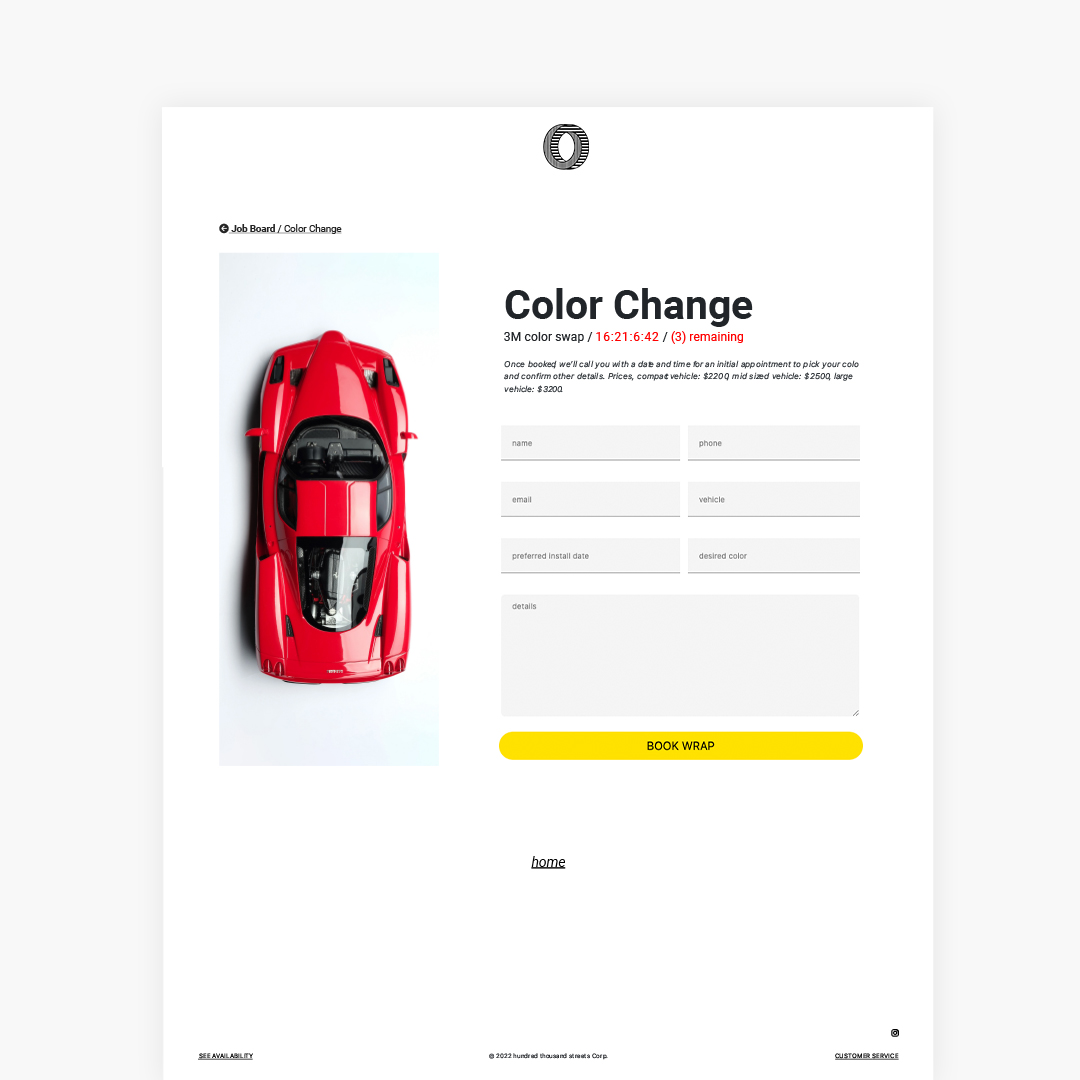 Job Board / Color Change
Color Change
3M color swap / 16:21:6:42 / (3) remaining
Once booked, we'll call you with a date and time for an initial appointment to pick your colo
and confirm other details. Prices, compact vehicle: $2200, mid sized vehicle: $2500, large
vehicle: $3200.
name
phone
email
vehicle
preferred install date
desired color
details
BOOK WRAP
home
SEE AVAILABILITY
© 2022 hundred thousand streets Corp.
CUSTOMER SERVICE